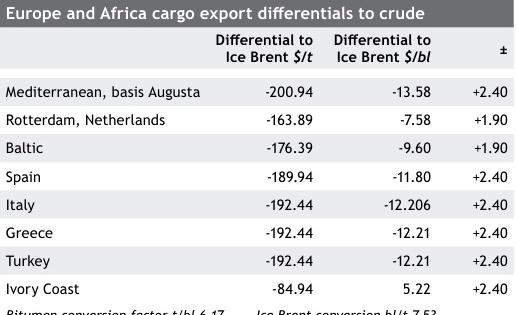 Europe and Africa cargo export differentials to crude
Differential to Ice Brent $/t Differential to Ice Brent $/bl ±
Mediterranean, basis Augusta -200.94 -13.58 +2.40
Rotterdam, Netherlands -163.89 -7.58 +1.90
Baltic -176.39 -9.60 +1.90
Spain -189.94 -11.80 +2.40
Italy -192.44 -12.206 +2.40
Greece -192.44 -12.21 +2.40
Turkey -192.44 -12.21 +2.40
Ivory Coast -84.94 5.22 +2.40
Bitumen conversion factor t/bl 6.17 Ice Brent conversion bl/t 7.53